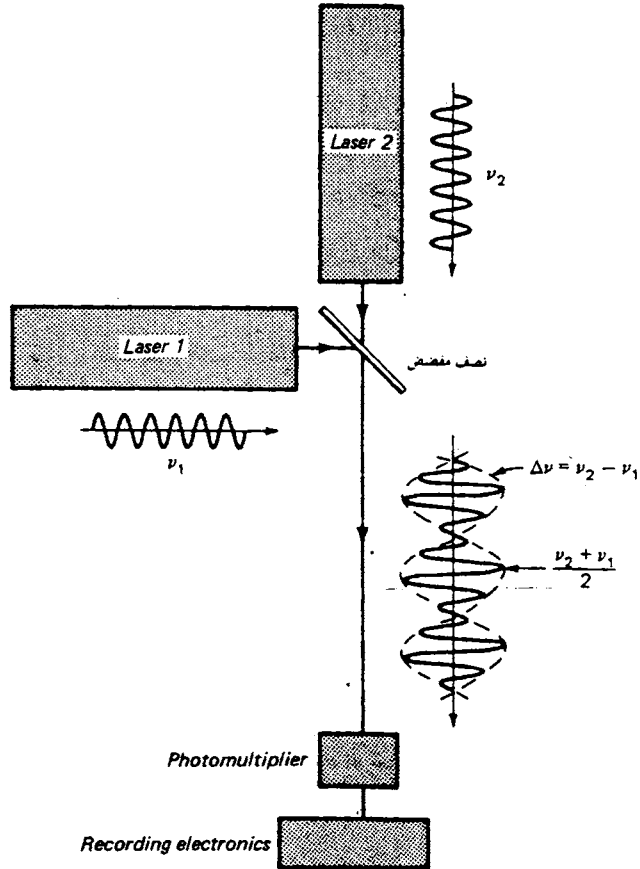 Laser 2
ν₂
Laser 1
نصف مفضض
ν₁
Δν = ν₂ − ν₁
ν₂ + ν₁
2
Photomultiplier
Recording electronics